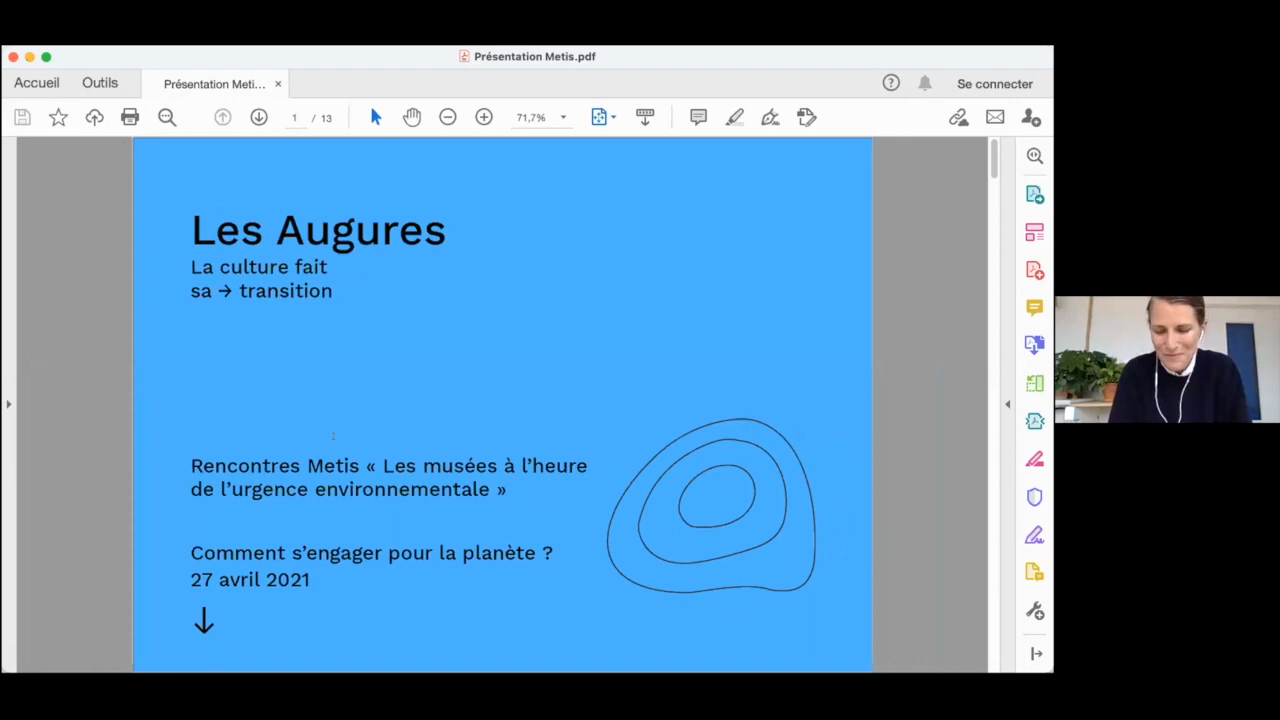 Présentation Metis.pdf
Accueil
Outils
Présentation Meti...
×
Se connecter
1 / 13
71,7%
Les Augures
La culture fait
sa → transition
Rencontres Metis « Les musées à l'heure
de l'urgence environnementale »
Comment s'engager pour la planète ?
27 avril 2021
↓